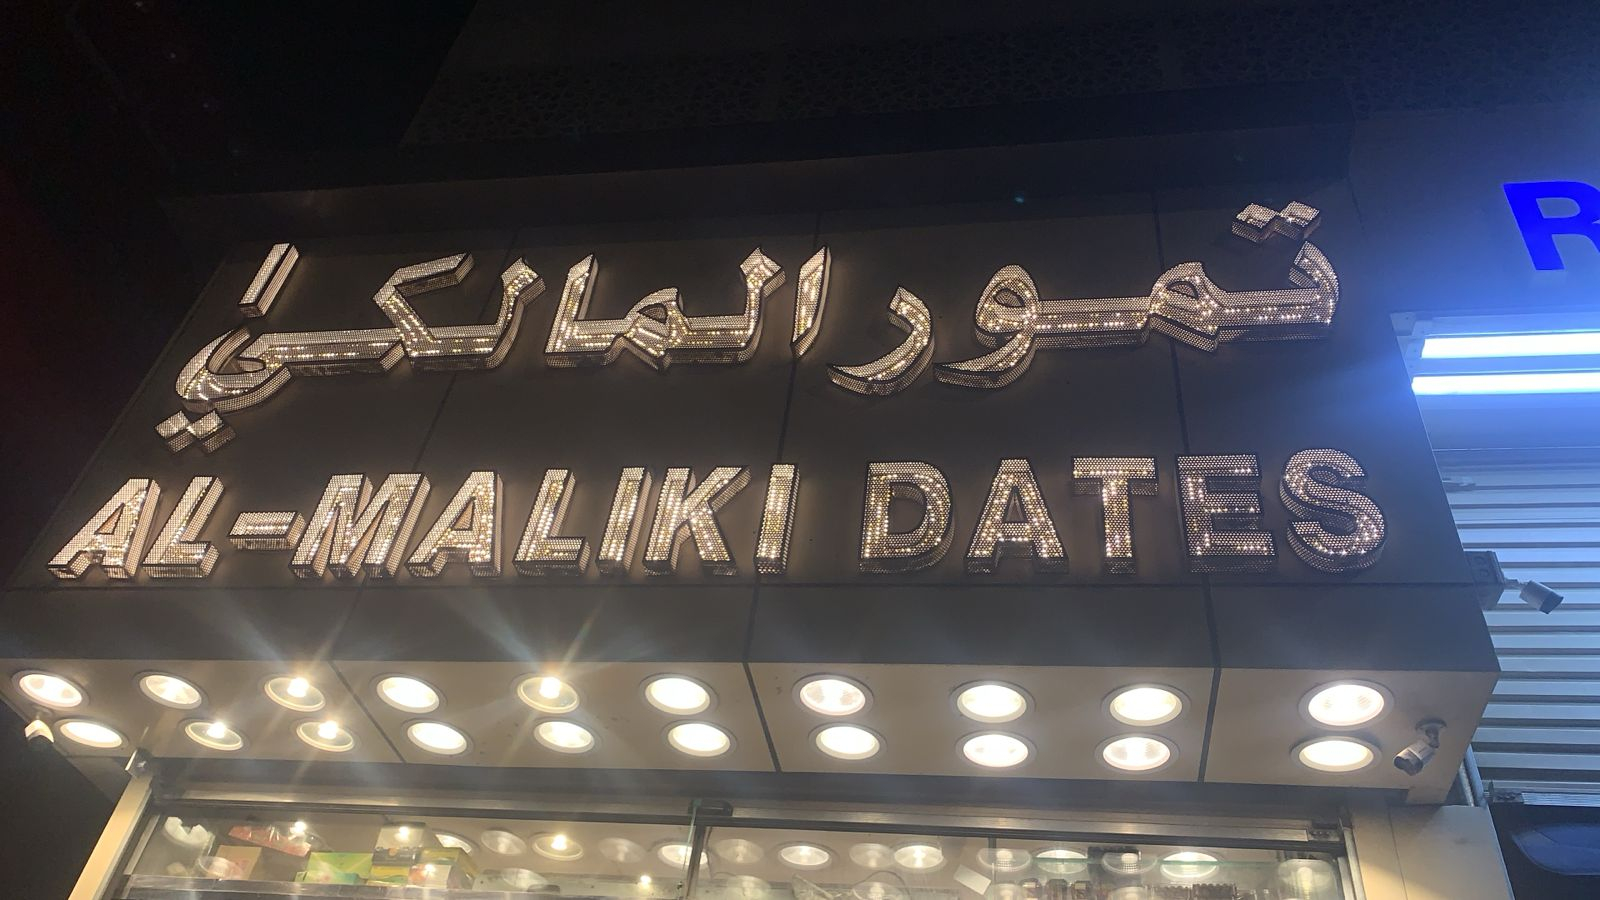 تمور المالكي
AL-MALIKI DATES
R